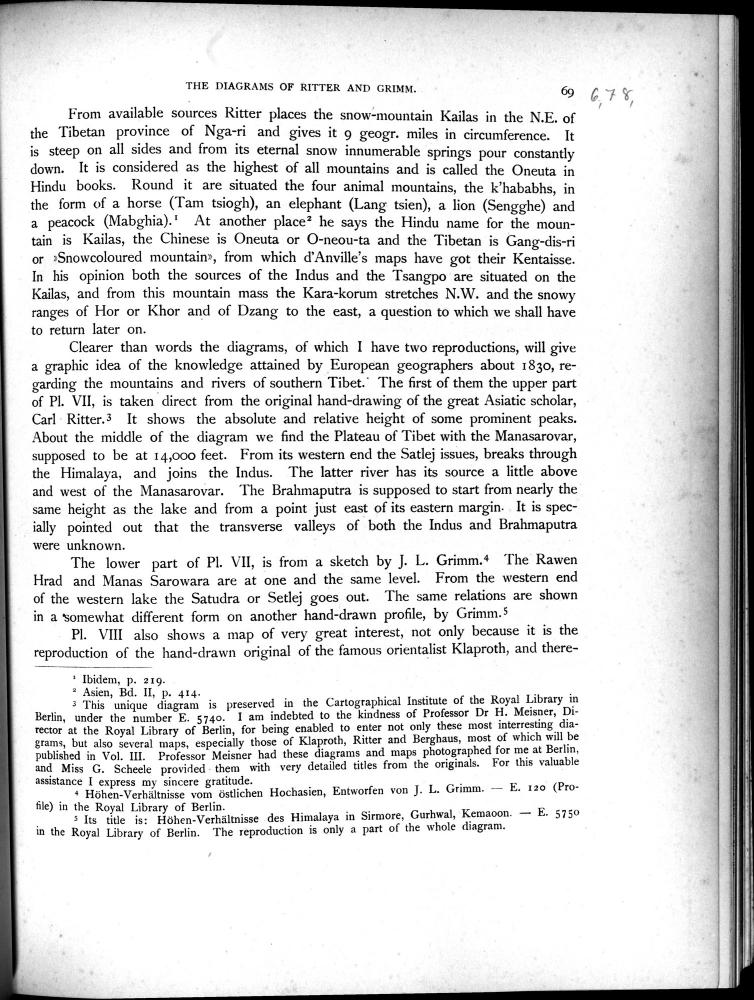 THE DIAGRAMS OF RITTER AND GRIMM.
69
6, 7 8,
From available sources Ritter places the snow-mountain Kailas in the N.E. of
the Tibetan province of Nga-ri and gives it 9 geogr. miles in circumference. It
is steep on all sides and from its eternal snow innumerable springs pour constantly
down. It is considered as the highest of all mountains and is called the Oneuta in
Hindu books. Round it are situated the four animal mountains, the k'hababhs, in
the form of a horse (Tam tsiogh), an elephant (Lang tsien), a lion (Sengghe) and
a peacock (Mabghia).¹ At another place² he says the Hindu name for the moun-
tain is Kailas, the Chinese is Oneuta or O-neou-ta and the Tibetan is Gang-dis-ri
or »Snowcoloured mountain», from which d'Anville's maps have got their Kentaisse.
In his opinion both the sources of the Indus and the Tsangpo are situated on the
Kailas, and from this mountain mass the Kara-korum stretches N.W. and the snowy
ranges of Hor or Khor and of Dzang to the east, a question to which we shall have
to return later on.
Clearer than words the diagrams, of which I have two reproductions, will give
a graphic idea of the knowledge attained by European geographers about 1830, re-
garding the mountains and rivers of southern Tibet. The first of them the upper part
of Pl. VII, is taken direct from the original hand-drawing of the great Asiatic scholar,
Carl Ritter.³ It shows the absolute and relative height of some prominent peaks.
About the middle of the diagram we find the Plateau of Tibet with the Manasarovar,
supposed to be at 14,000 feet. From its western end the Satlej issues, breaks through
the Himalaya, and joins the Indus. The latter river has its source a little above
and west of the Manasarovar. The Brahmaputra is supposed to start from nearly the
same height as the lake and from a point just east of its eastern margin. It is spec-
ially pointed out that the transverse valleys of both the Indus and Brahmaputra
were unknown.
The lower part of Pl. VII, is from a sketch by J. L. Grimm.⁴ The Rawen
Hrad and Manas Sarowara are at one and the same level. From the western end
of the western lake the Satudra or Setlej goes out. The same relations are shown
in a somewhat different form on another hand-drawn profile, by Grimm.⁵
Pl. VIII also shows a map of very great interest, not only because it is the
reproduction of the hand-drawn original of the famous orientalist Klaproth, and there-
¹ Ibidem, p. 219.
² Asien, Bd. II, p. 414.
³ This unique diagram is preserved in the Cartographical Institute of the Royal Library in
Berlin, under the number E. 5740. I am indebted to the kindness of Professor Dr H. Meisner, Di-
rector at the Royal Library of Berlin, for being enabled to enter not only these most interresting dia-
grams, but also several maps, especially those of Klaproth, Ritter and Berghaus, most of which will be
published in Vol. III. Professor Meisner had these diagrams and maps photographed for me at Berlin,
and Miss G. Scheele provided them with very detailed titles from the originals. For this valuable
assistance I express my sincere gratitude.
⁴ Höhen-Verhältnisse vom östlichen Hochasien, Entworfen von J. L. Grimm. — E. 120 (Pro-
file) in the Royal Library of Berlin.
⁵ Its title is: Höhen-Verhältnisse des Himalaya in Sirmore, Gurhwal, Kemaoon. — E. 5750
in the Royal Library of Berlin. The reproduction is only a part of the whole diagram.